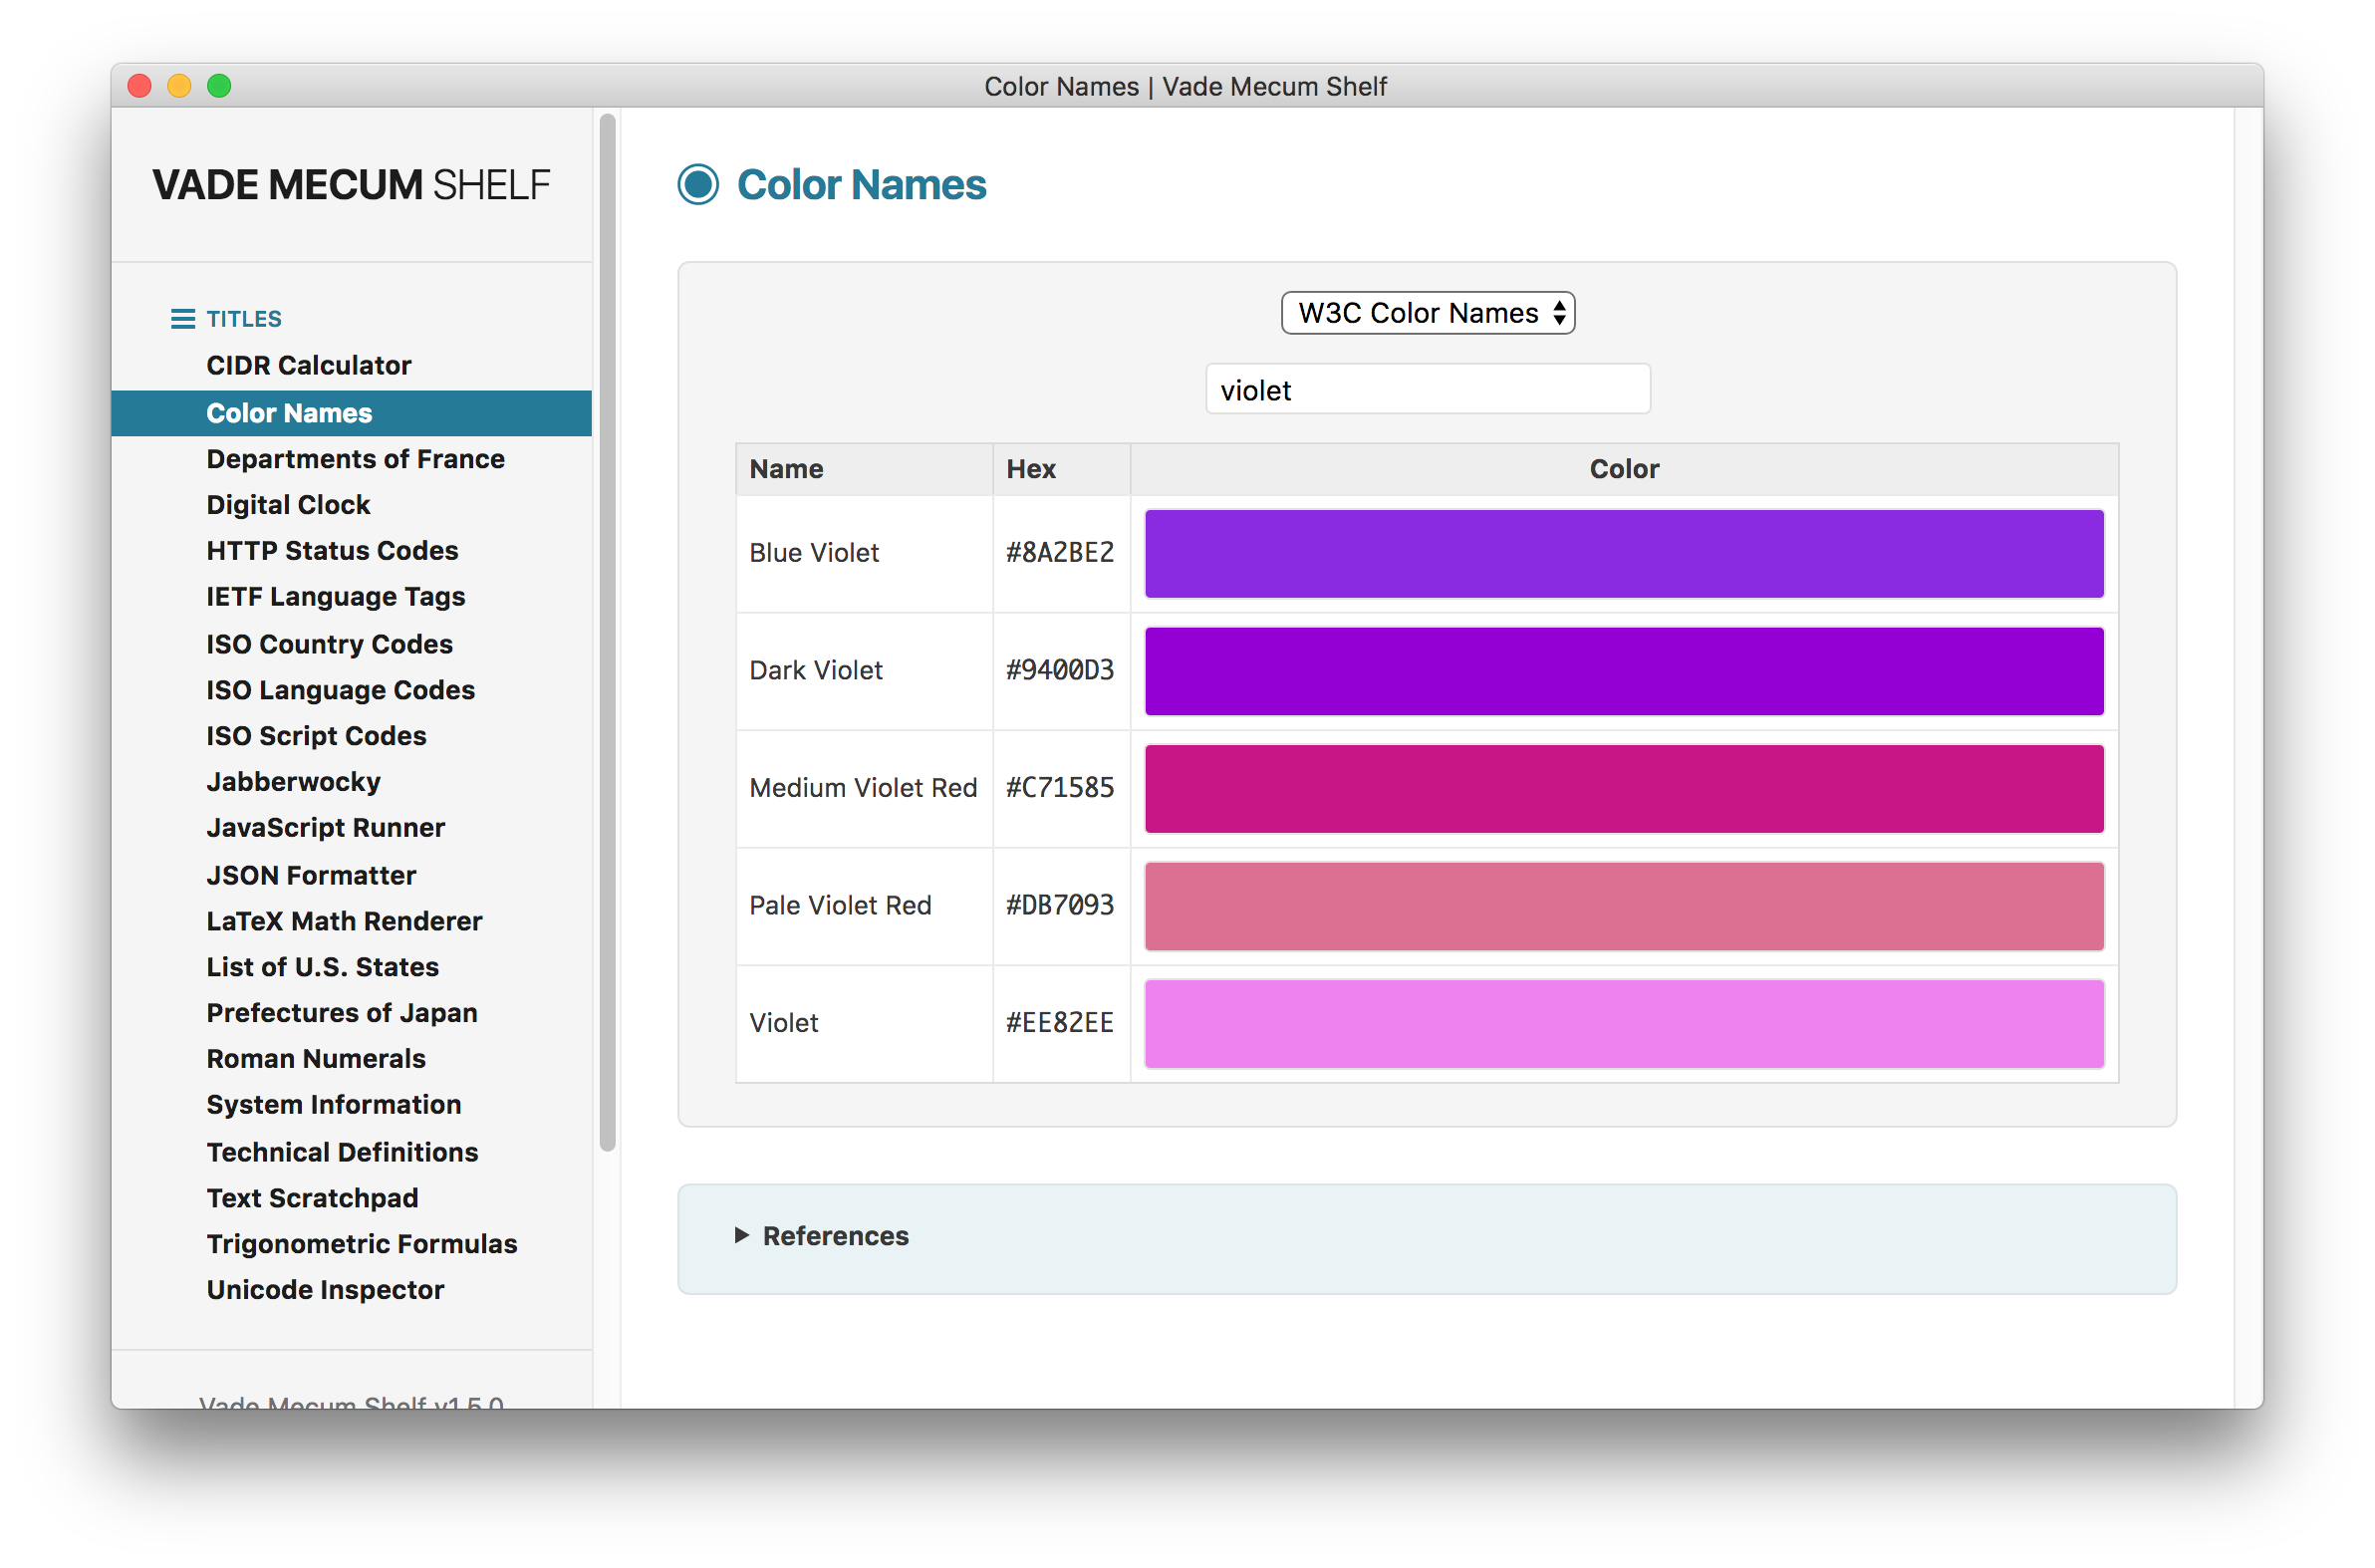 Color Names | Vade Mecum Shelf
VADE MECUM SHELF
TITLES
CIDR Calculator
Color Names
Departments of France
Digital Clock
HTTP Status Codes
IETF Language Tags
ISO Country Codes
ISO Language Codes
ISO Script Codes
Jabberwocky
JavaScript Runner
JSON Formatter
LaTeX Math Renderer
List of U.S. States
Prefectures of Japan
Roman Numerals
System Information
Technical Definitions
Text Scratchpad
Trigonometric Formulas
Unicode Inspector
Vade Mecum Shelf v1.5.0
Color Names
W3C Color Names
violet
Name Hex Color
Blue Violet #8A2BE2
Dark Violet #9400D3
Medium Violet Red #C71585
Pale Violet Red #DB7093
Violet #EE82EE
References